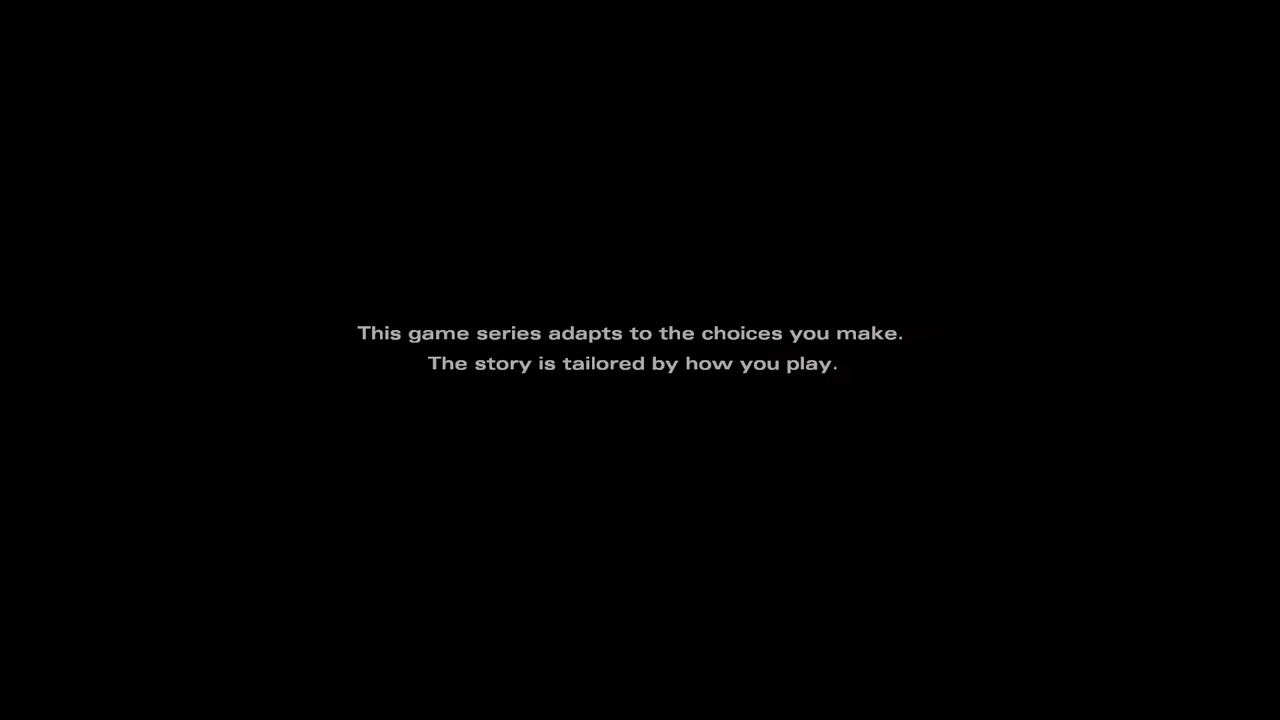 This game series adapts to the choices you make.
The story is tailored by how you play.